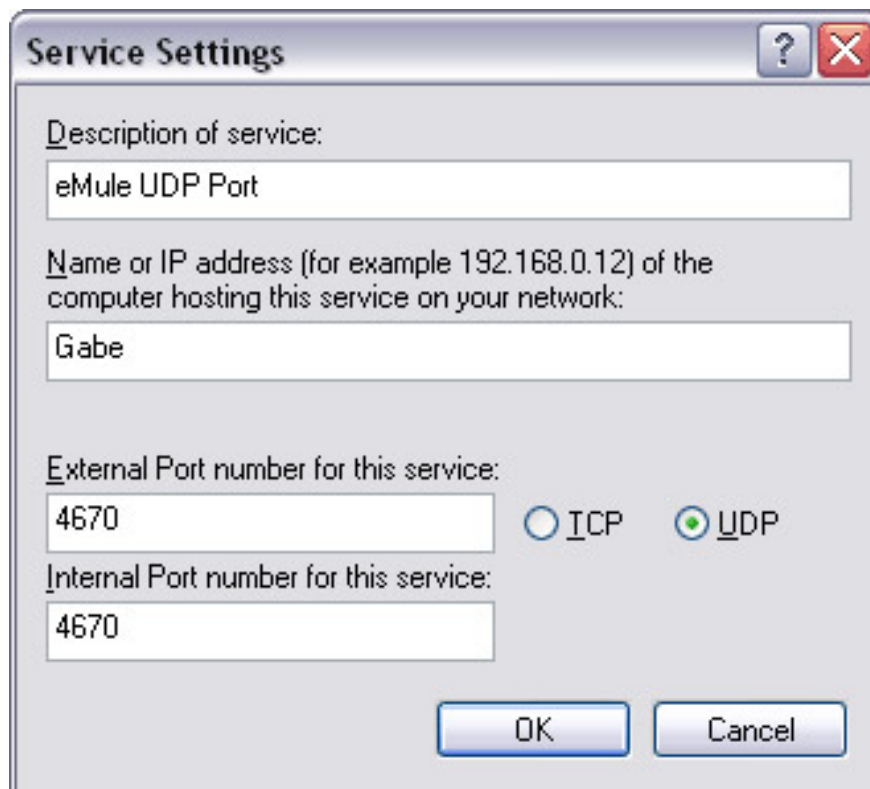 Service Settings
?
Description of service:
eMule UDP Port
Name or IP address (for example 192.168.0.12) of the
computer hosting this service on your network:
Gabe
External Port number for this service:
4670 TCP UDP
Internal Port number for this service:
4670
OK Cancel